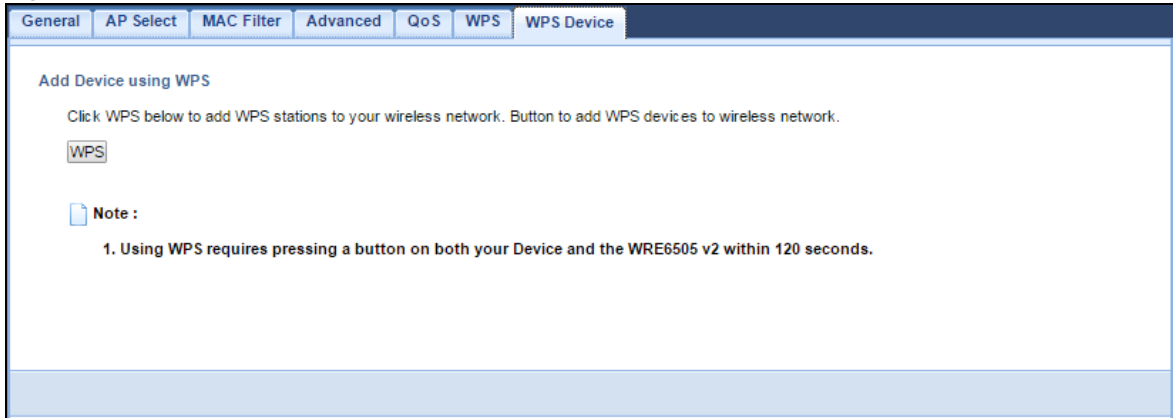 General AP Select MAC Filter Advanced QoS WPS WPS Device
Add Device using WPS
Click WPS below to add WPS stations to your wireless network. Button to add WPS devices to wireless network.
WPS
Note :
1. Using WPS requires pressing a button on both your Device and the WRE6505 v2 within 120 seconds.